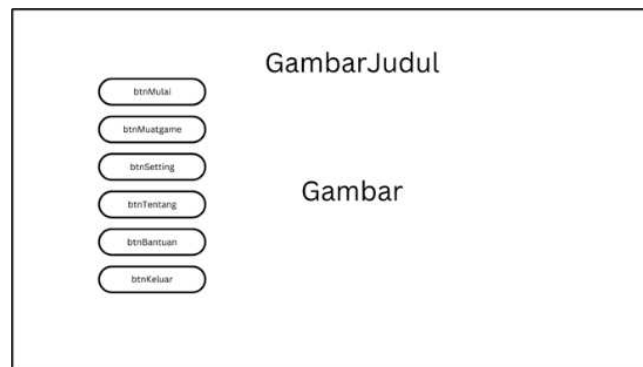 GambarJudul
btnMulai
btnMuatgame
btnSetting
btnTentang
btnBantuan
btnKeluar
Gambar